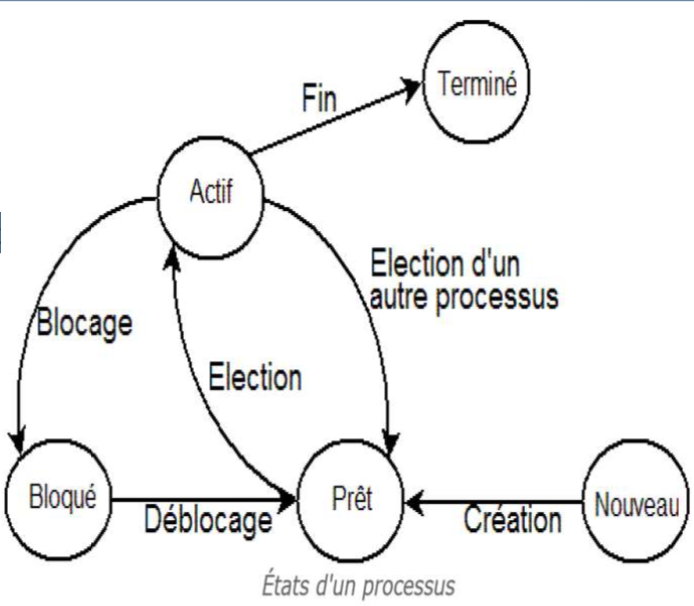 Terminé
Fin
Actif
Election d'un
autre processus
Blocage
Election
Bloqué
Déblocage
Prêt
Création
Nouveau
États d'un processus